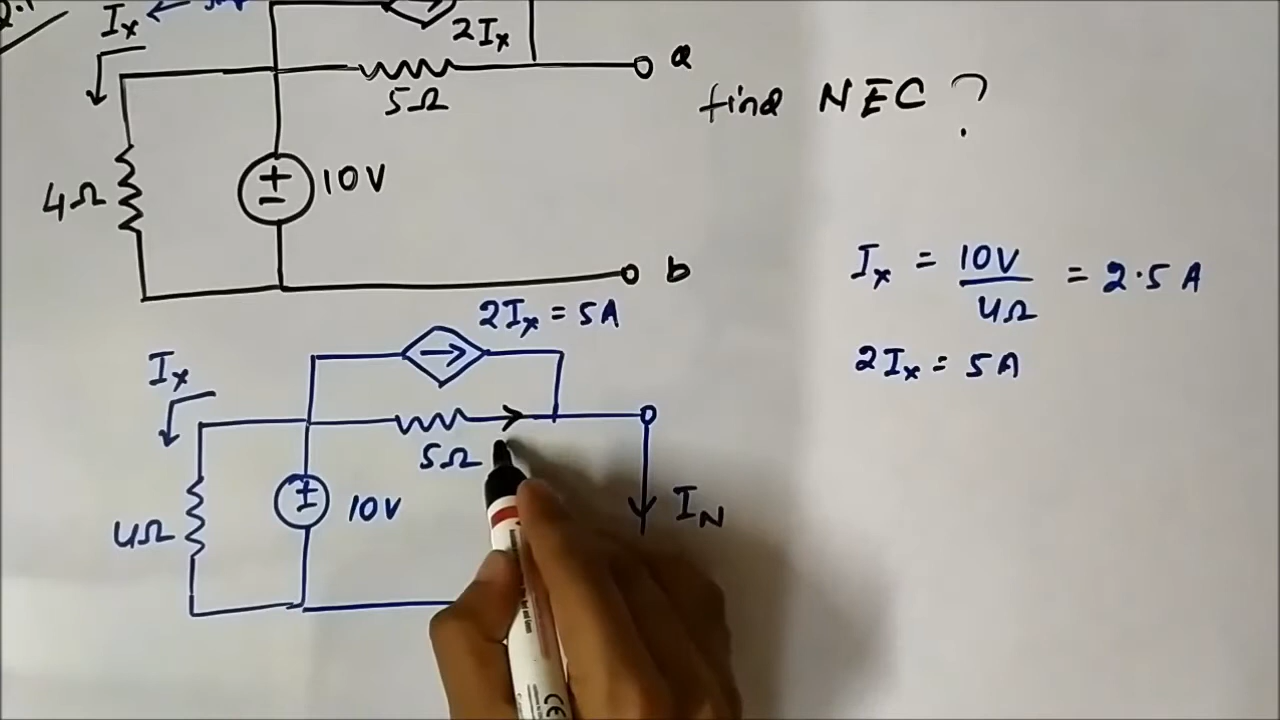 Ix
2Ix
5Ω
a
find NEC ?
4Ω
10V
b
Ix = 10V / 4Ω = 2.5 A
2Ix = 5A
2Ix = 5A
Ix
5Ω
4Ω
10V
IN
CE